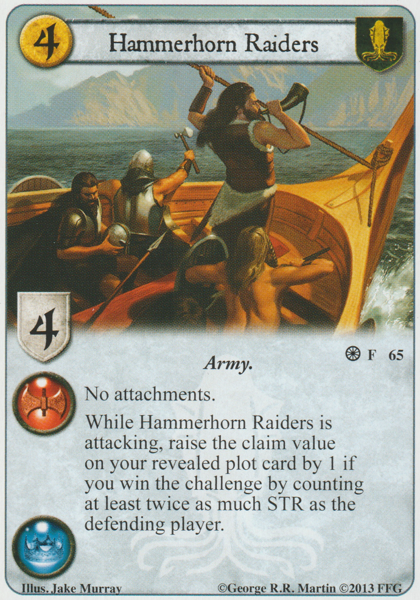 4
Hammerhorn Raiders
4
Army.
F 65
No attachments.
While Hammerhorn Raiders is
attacking, raise the claim value
on your revealed plot card by 1 if
you win the challenge by counting
at least twice as much STR as the
defending player.
Illus. Jake Murray
©George R.R. Martin ©2013 FFG